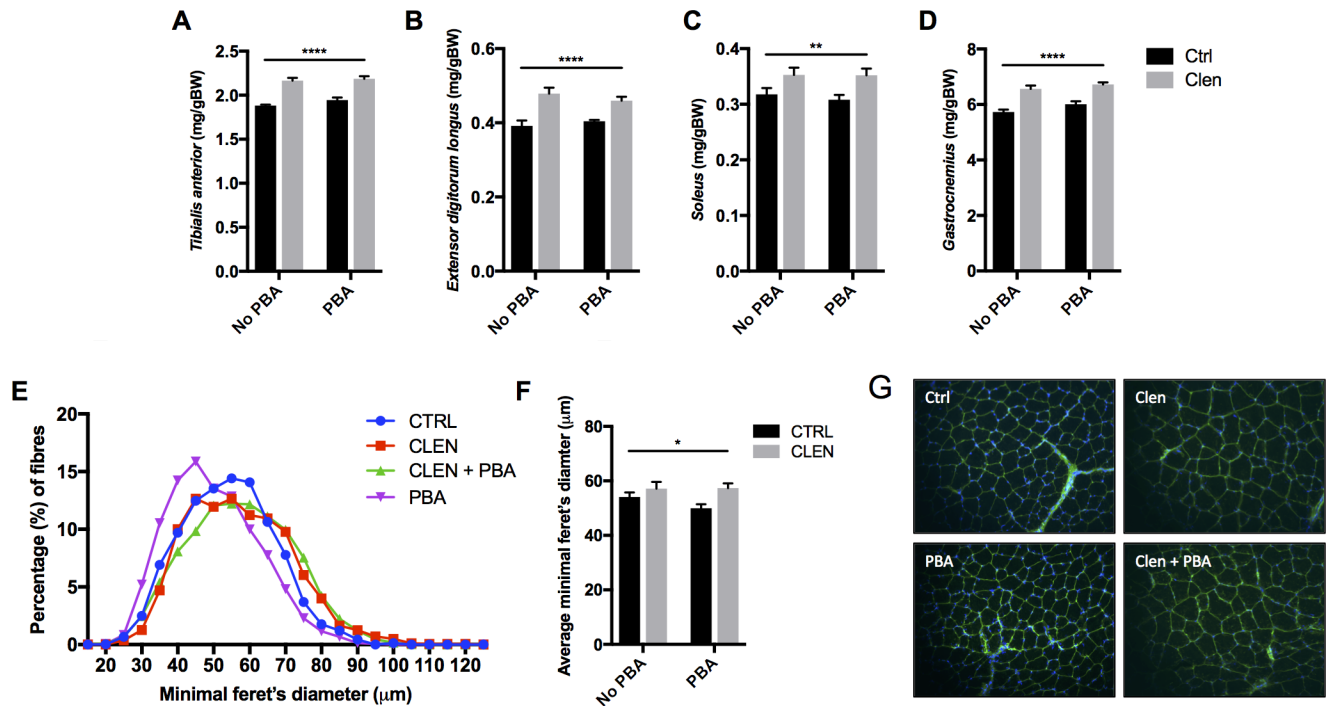 A
Tibialis anterior (mg/gBW)
2.5
2.0
1.5
1.0
0.5
0.0
****
No PBA
PBA
B
Extensor digitorum longus (mg/gBW)
0.6
0.4
0.2
0.0
****
No PBA
PBA
C
Soleus (mg/gBW)
0.4
0.3
0.2
0.1
0.0
**
No PBA
PBA
D
Gastrocnemius (mg/gBW)
8
6
4
2
0
****
No PBA
PBA
Ctrl
Clen
E
Percentage (%) of fibres
20
15
10
5
0
20 30 40 50 60 70 80 90 100 110 120
Minimal feret's diameter (μm)
CTRL
CLEN
CLEN + PBA
PBA
F
Average minimal feret's diamter (μm)
80
60
40
20
0
*
No PBA
PBA
CTRL
CLEN
G
Ctrl
Clen
PBA
Clen + PBA